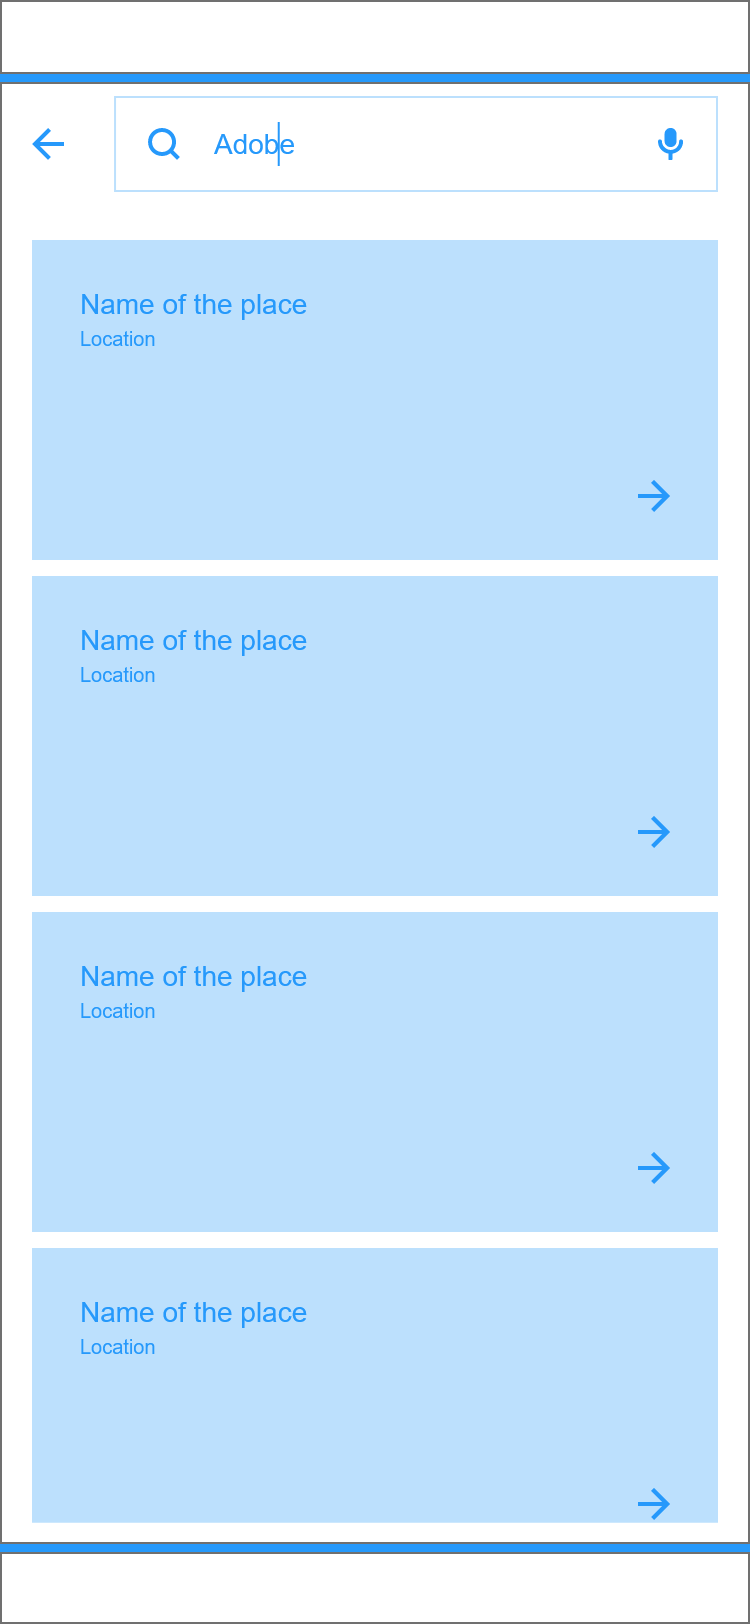 Adobe
Name of the place
Location
Name of the place
Location
Name of the place
Location
Name of the place
Location